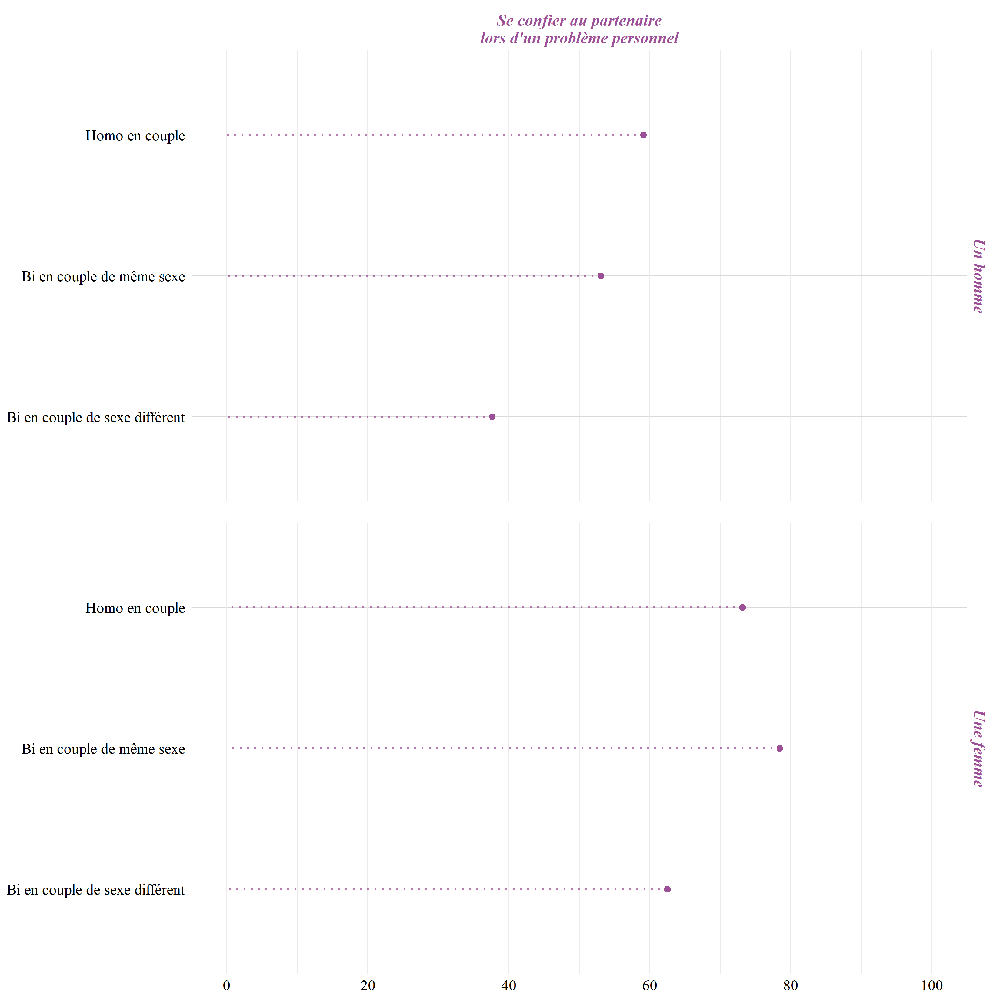 Se confier au partenaire
lors d'un problème personnel
Homo en couple
Bi en couple de même sexe
Bi en couple de sexe différent
Un homme
Homo en couple
Bi en couple de même sexe
Bi en couple de sexe différent
Une femme
0 20 40 60 80 100